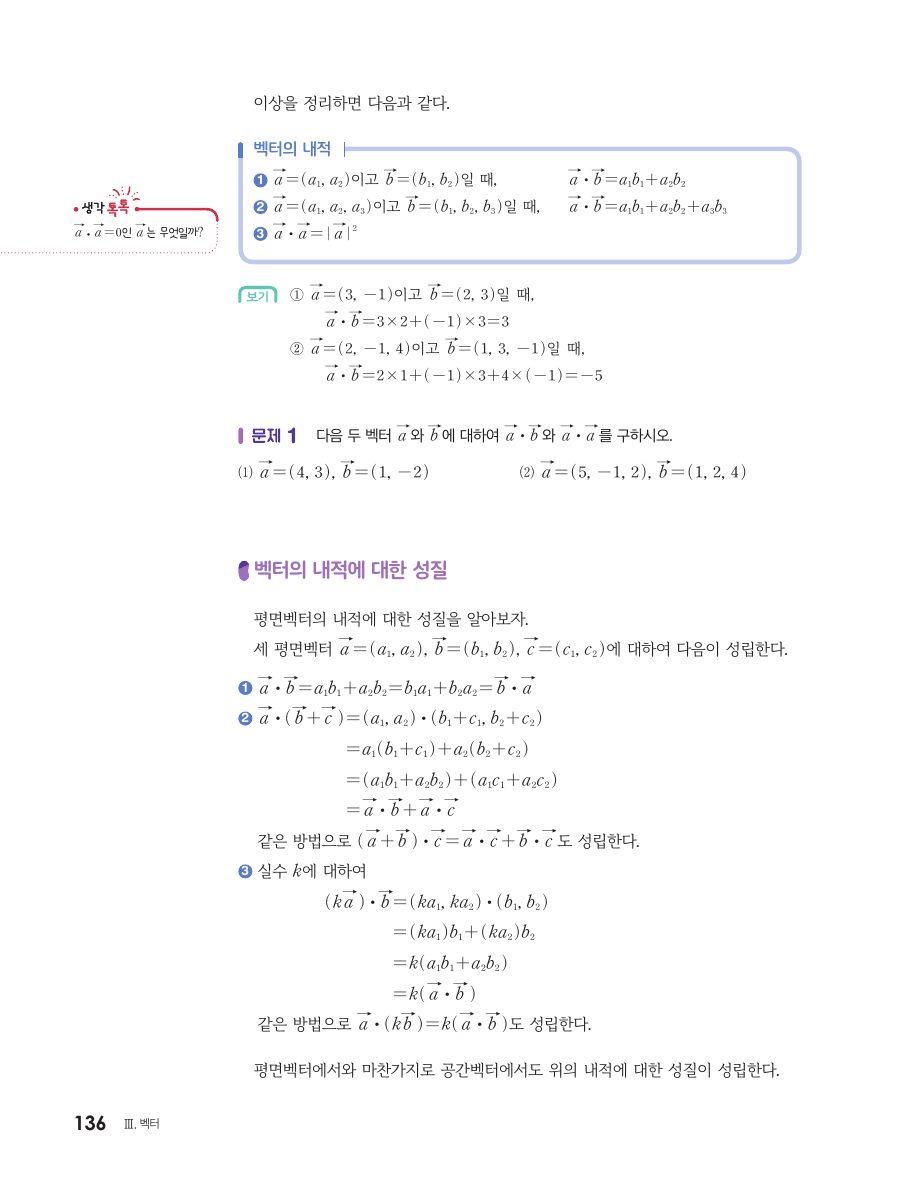 이상을 정리하면 다음과 같다.
벡터의 내적
❶ a⃗=(a₁, a₂)이고 b⃗=(b₁, b₂)일 때, a⃗•b⃗=a₁b₁+a₂b₂
❷ a⃗=(a₁, a₂, a₃)이고 b⃗=(b₁, b₂, b₃)일 때, a⃗•b⃗=a₁b₁+a₂b₂+a₃b₃
❸ a⃗•a⃗=|a⃗|²
생각 톡톡
a⃗•a⃗=0인 a⃗는 무엇일까?
보기 ① a⃗=(3, −1)이고 b⃗=(2, 3)일 때,
a⃗•b⃗=3×2+(−1)×3=3
② a⃗=(2, −1, 4)이고 b⃗=(1, 3, −1)일 때,
a⃗•b⃗=2×1+(−1)×3+4×(−1)=−5
문제 1 다음 두 벡터 a⃗와 b⃗에 대하여 a⃗•b⃗와 a⃗•a⃗를 구하시오.
⑴ a⃗=(4, 3), b⃗=(1, −2) ⑵ a⃗=(5, −1, 2), b⃗=(1, 2, 4)
벡터의 내적에 대한 성질
평면벡터의 내적에 대한 성질을 알아보자.
세 평면벡터 a⃗=(a₁, a₂), b⃗=(b₁, b₂), c⃗=(c₁, c₂)에 대하여 다음이 성립한다.
❶ a⃗•b⃗=a₁b₁+a₂b₂=b₁a₁+b₂a₂=b⃗•a⃗
❷ a⃗•(b⃗+c⃗)=(a₁, a₂)•(b₁+c₁, b₂+c₂)
=a₁(b₁+c₁)+a₂(b₂+c₂)
=(a₁b₁+a₂b₂)+(a₁c₁+a₂c₂)
=a⃗•b⃗+a⃗•c⃗
같은 방법으로 (a⃗+b⃗)•c⃗=a⃗•c⃗+b⃗•c⃗도 성립한다.
❸ 실수 k에 대하여
(ka⃗)•b⃗=(ka₁, ka₂)•(b₁, b₂)
=(ka₁)b₁+(ka₂)b₂
=k(a₁b₁+a₂b₂)
=k(a⃗•b⃗)
같은 방법으로 a⃗•(kb⃗)=k(a⃗•b⃗)도 성립한다.
평면벡터에서와 마찬가지로 공간벡터에서도 위의 내적에 대한 성질이 성립한다.
136 Ⅲ. 벡터